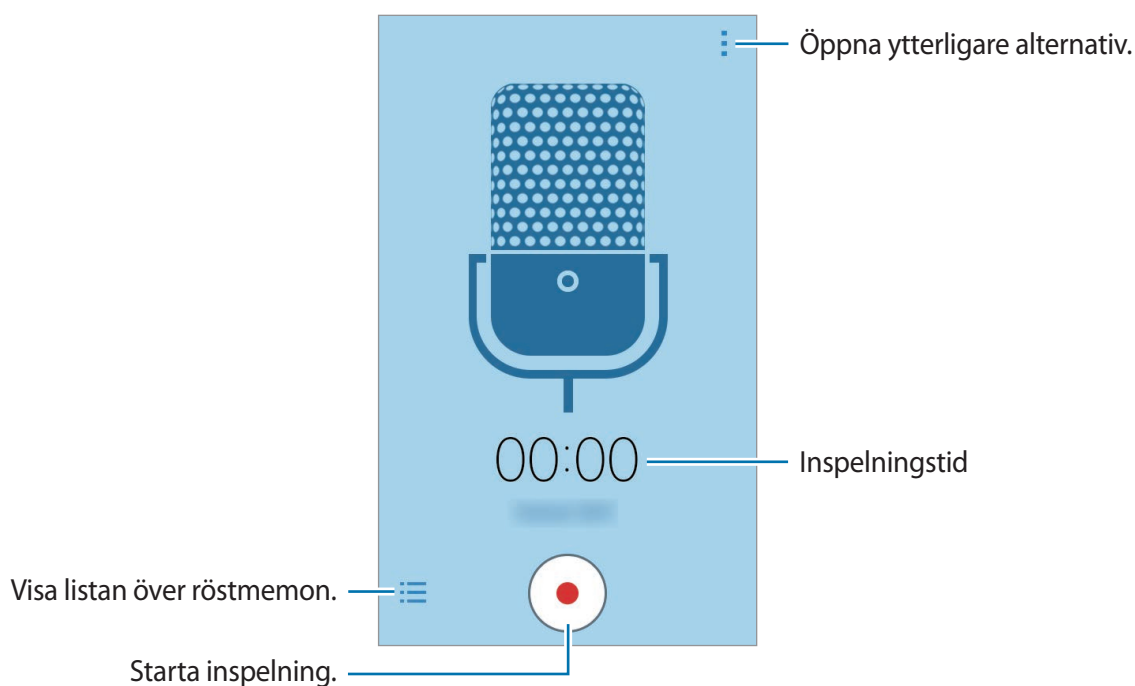 Öppna ytterligare alternativ.
00:00
Inspelningstid
Visa listan över röstmemon.
Starta inspelning.